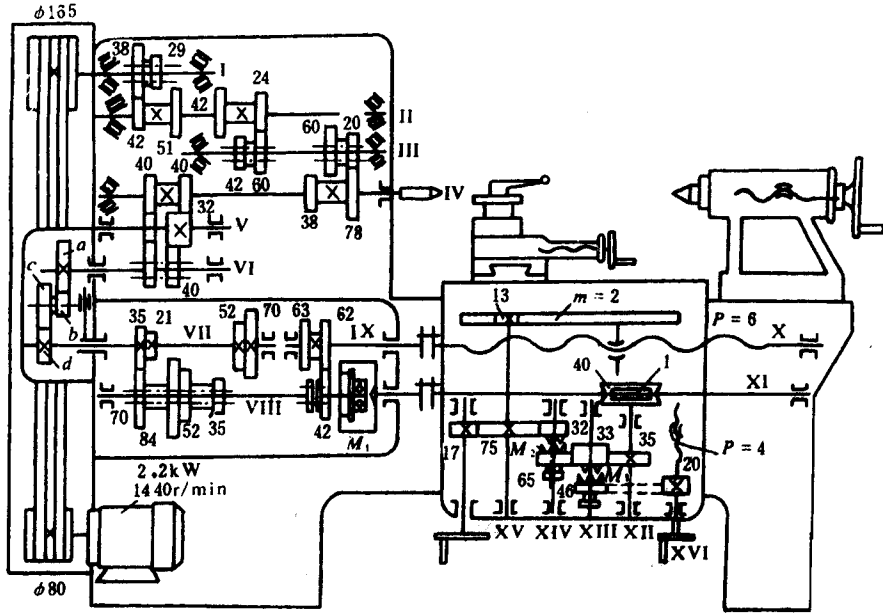 φ165
38
29
I
42
24
II
42
51
60
20
III
42
60
40
40
IV
32
38
78
V
a
VI
c
40
b
d
35
21
VII
52
70
63
62
IX
70
84
52
35
VIII
42
M₁
13
m = 2
P = 6
X
40
1
XI
17
75
32
33
35
P = 4
M
65
46
M
20
XV
XIV
XIII
XII
XVI
2.2kW
1440r/min
φ80